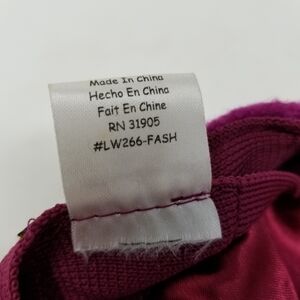 Made In China
Hecho En China
Fait En Chine
RN 31905
#LW266-FASH